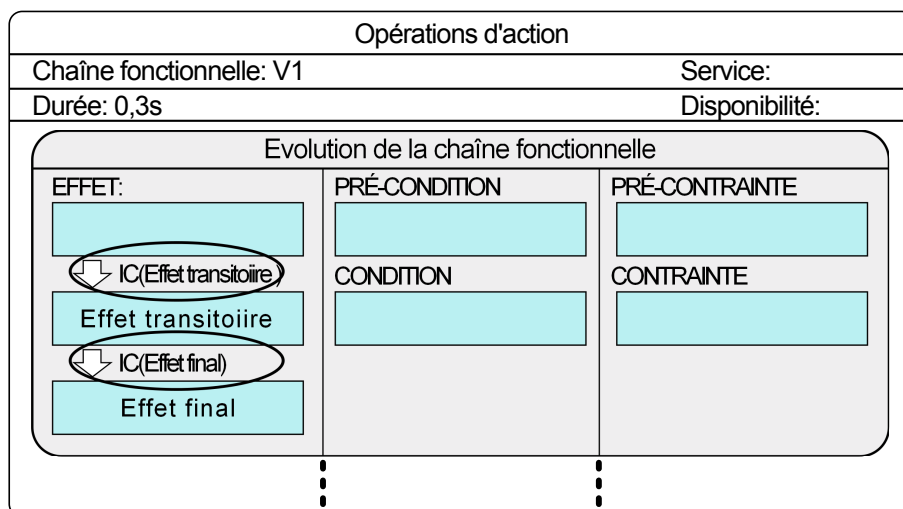 Opérations d'action
Chaîne fonctionnelle: V1 Service:
Durée: 0,3s Disponibilité:
Evolution de la chaîne fonctionnelle
EFFET: PRÉ-CONDITION PRÉ-CONTRAINTE
IC(Effet transitoiire) CONDITION CONTRAINTE
Effet transitoiire
IC(Effet final)
Effet final